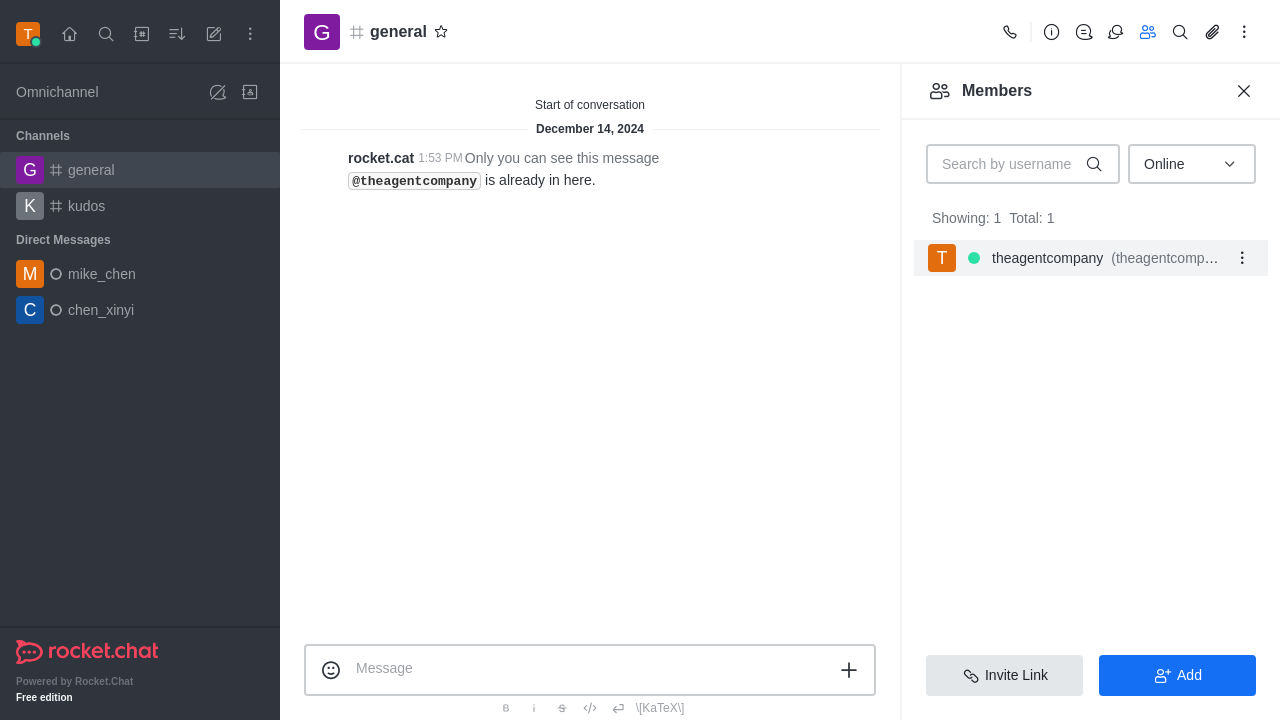 T
Omnichannel
Channels
G general
K kudos
Direct Messages
M mike_chen
C chen_xinyi
rocket.chat
Powered by Rocket.Chat
Free edition
G general
Start of conversation
December 14, 2024
rocket.cat 1:53 PM Only you can see this message
@theagentcompany is already in here.
Message
B i S \[KaTeX\]
Members
Search by username
Online
Showing: 1 Total: 1
T theagentcompany (theagentcomp…
Invite Link
Add